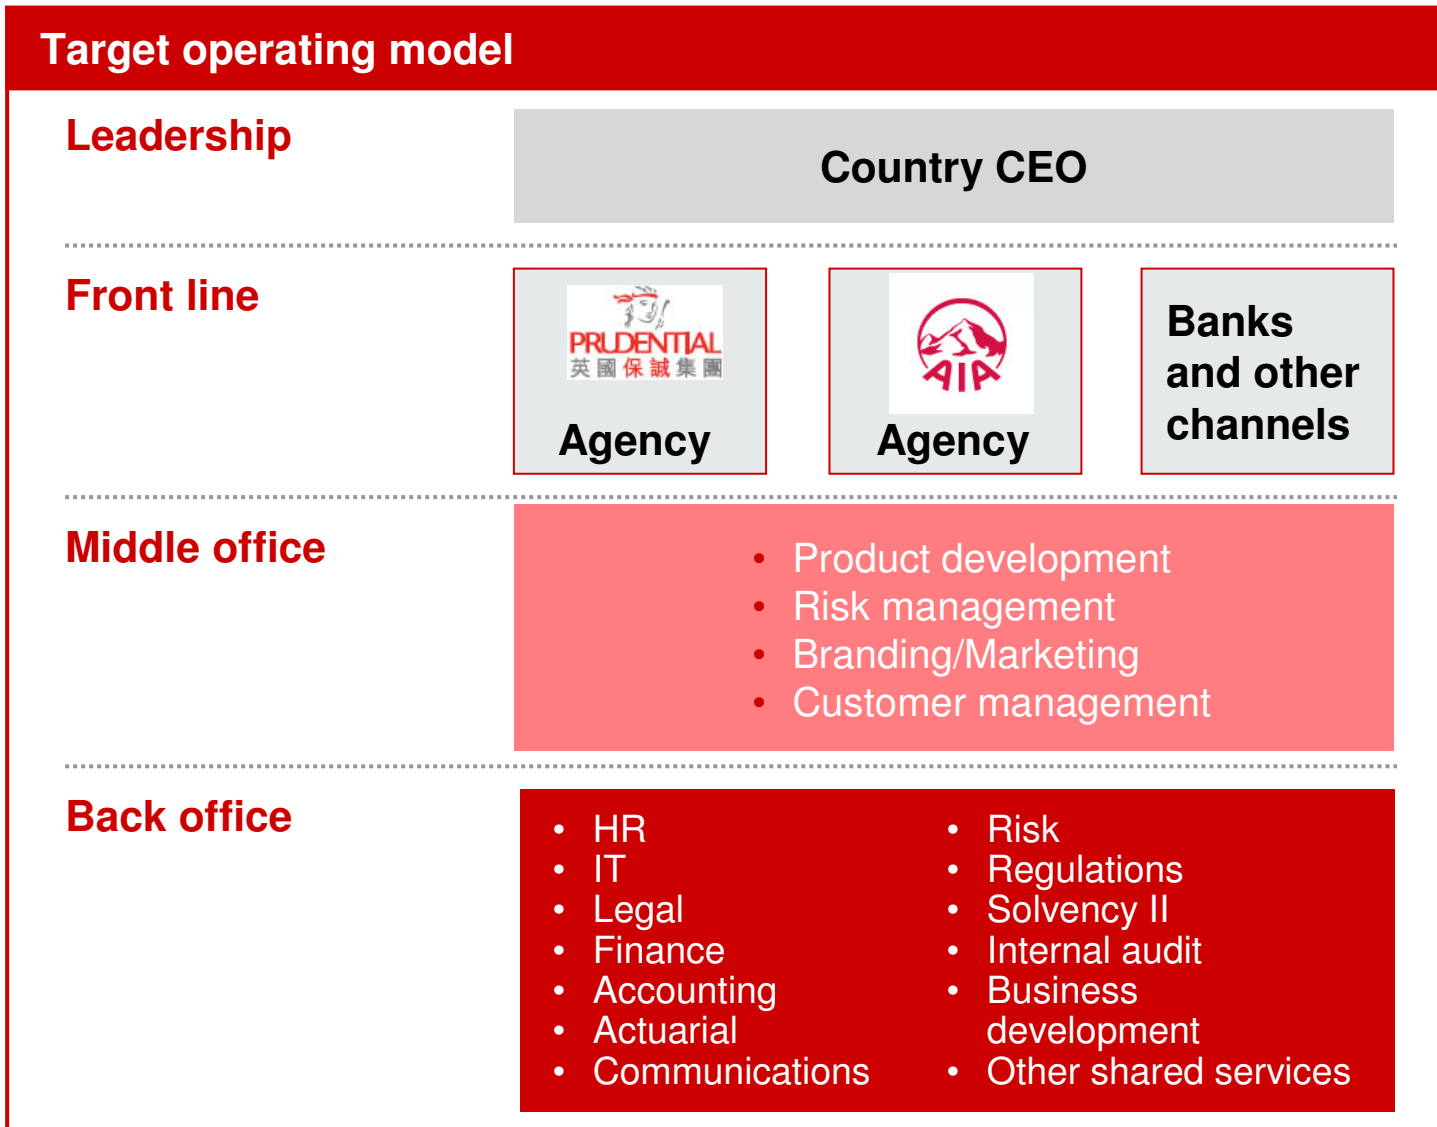 Target operating model
Leadership
Country CEO
Front line
PRUDENTIAL
英國保誠集團
Agency
AIA
Agency
Banks
and other
channels
Middle office
• Product development
• Risk management
• Branding/Marketing
• Customer management
Back office
• HR
• IT
• Legal
• Finance
• Accounting
• Actuarial
• Communications
• Risk
• Regulations
• Solvency II
• Internal audit
• Business
development
• Other shared services